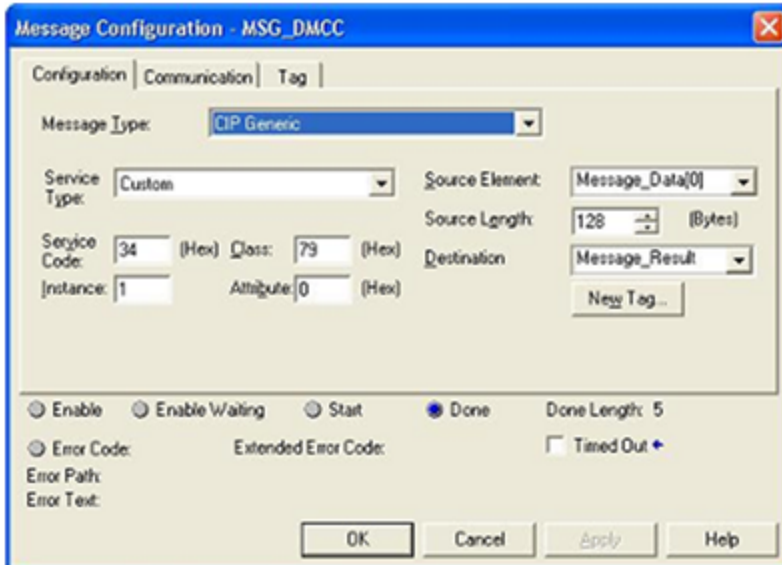 Message Configuration - MSG_DMCC
Configuration Communication Tag
Message Type: CIP Generic
Service Type: Custom
Source Element: Message_Data[0]
Source Length: 128 (Bytes)
Service Code: 34 (Hex) Class: 79 (Hex)
Destination Message_Result
Instance: 1 Attribute: 0 (Hex)
New Tag...
Enable Enable Waiting Start Done Done Length: 5
Error Code: Extended Error Code: Timed Out
Error Path:
Error Text:
OK Cancel Apply Help